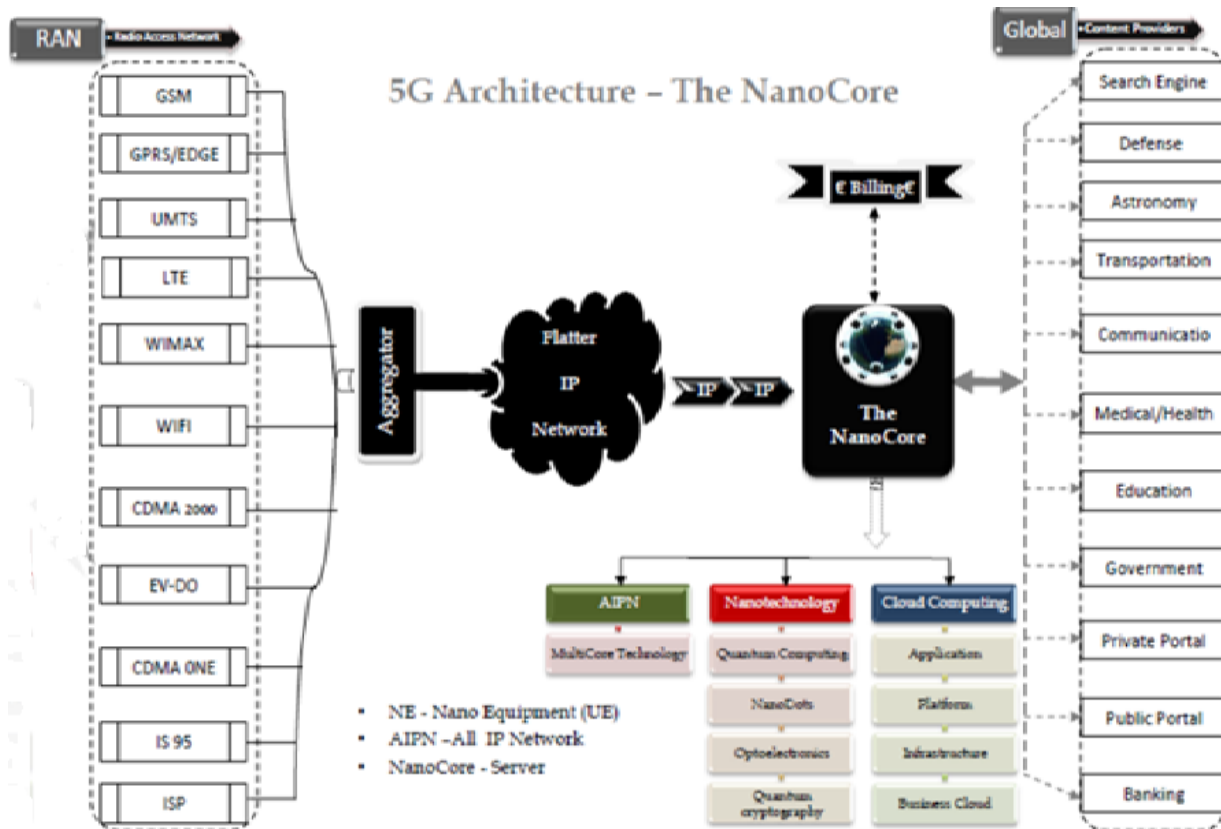 RAN
• Radio Access Network
Global
•Content Providers
5G Architecture – The NanoCore
GSM
GPRS/EDGE
UMTS
LTE
WIMAX
WIFI
CDMA 2000
EV-DO
CDMA ONE
IS 95
ISP
Aggregator
Flatter
IP
Network
IP
IP
€ Billing€
The
NanoCore
Search Engine
Defense
Astronomy
Transportation
Communicatio
Medical/Health
Education
Government
Private Portal
Public Portal
Banking
AIPN
MultiCore Technology
Nanotechnology
Quantum Computing
NanoDots
Optoelectronics
Quantum
cryptography
Cloud Computing
Application
Platform
Infrastructure
Business Cloud
▪ NE - Nano Equipment (UE)
▪ AIPN –All IP Network
▪ NanoCore - Server